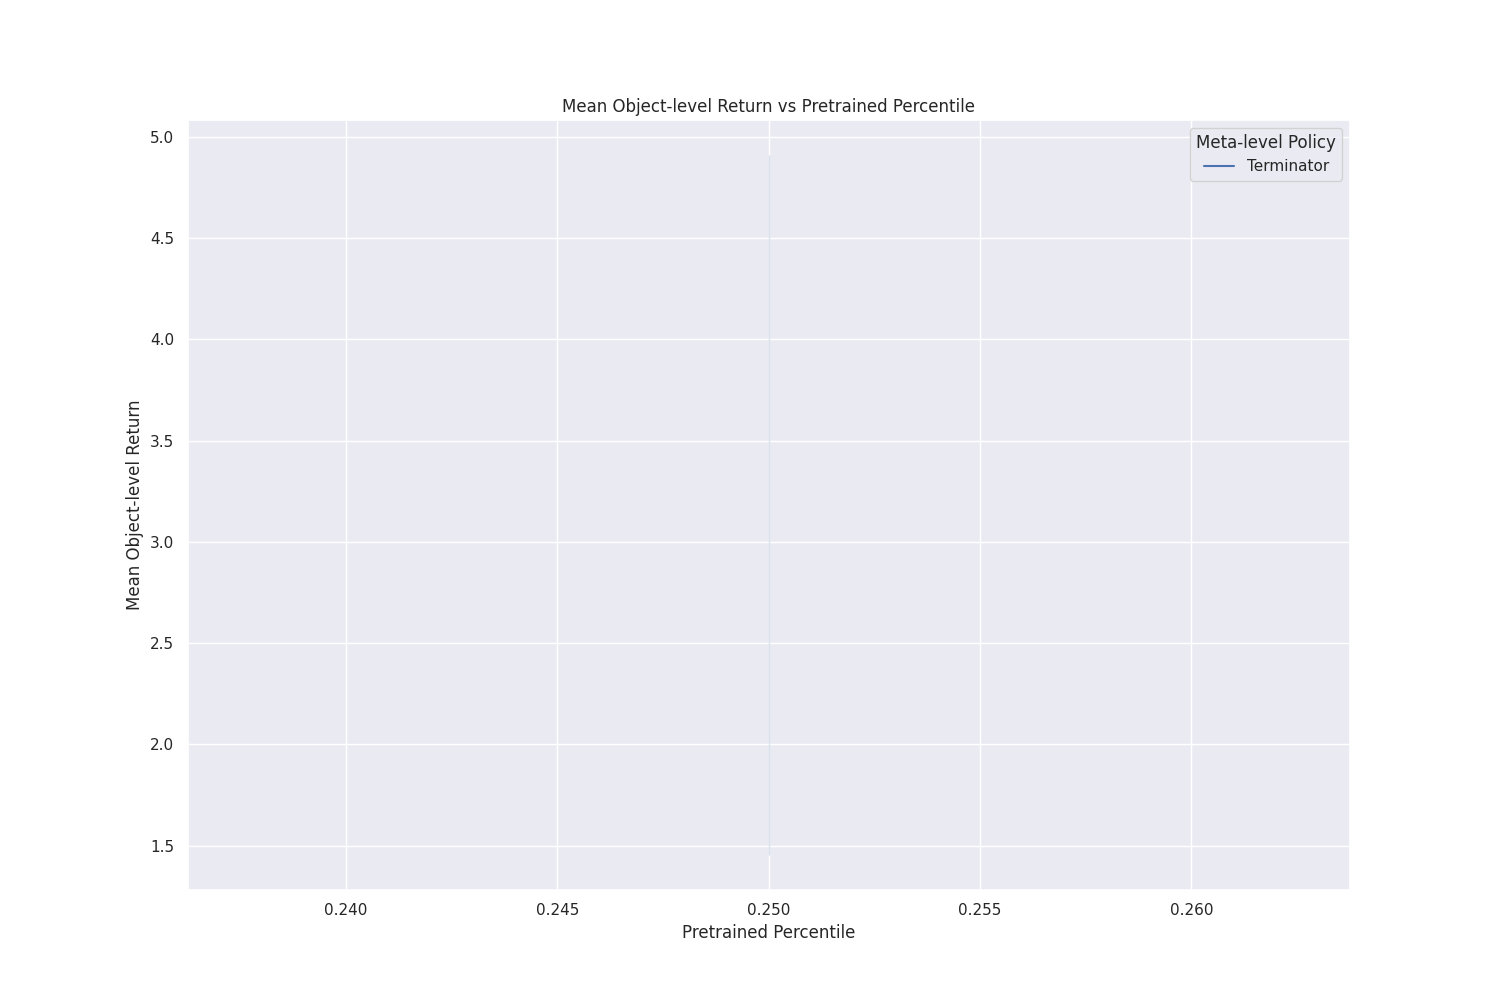 Mean Object-level Return vs Pretrained Percentile
Meta-level Policy
Terminator
5.0
4.5
4.0
3.5
3.0
2.5
2.0
1.5
Mean Object-level Return
0.240 0.245 0.250 0.255 0.260
Pretrained Percentile